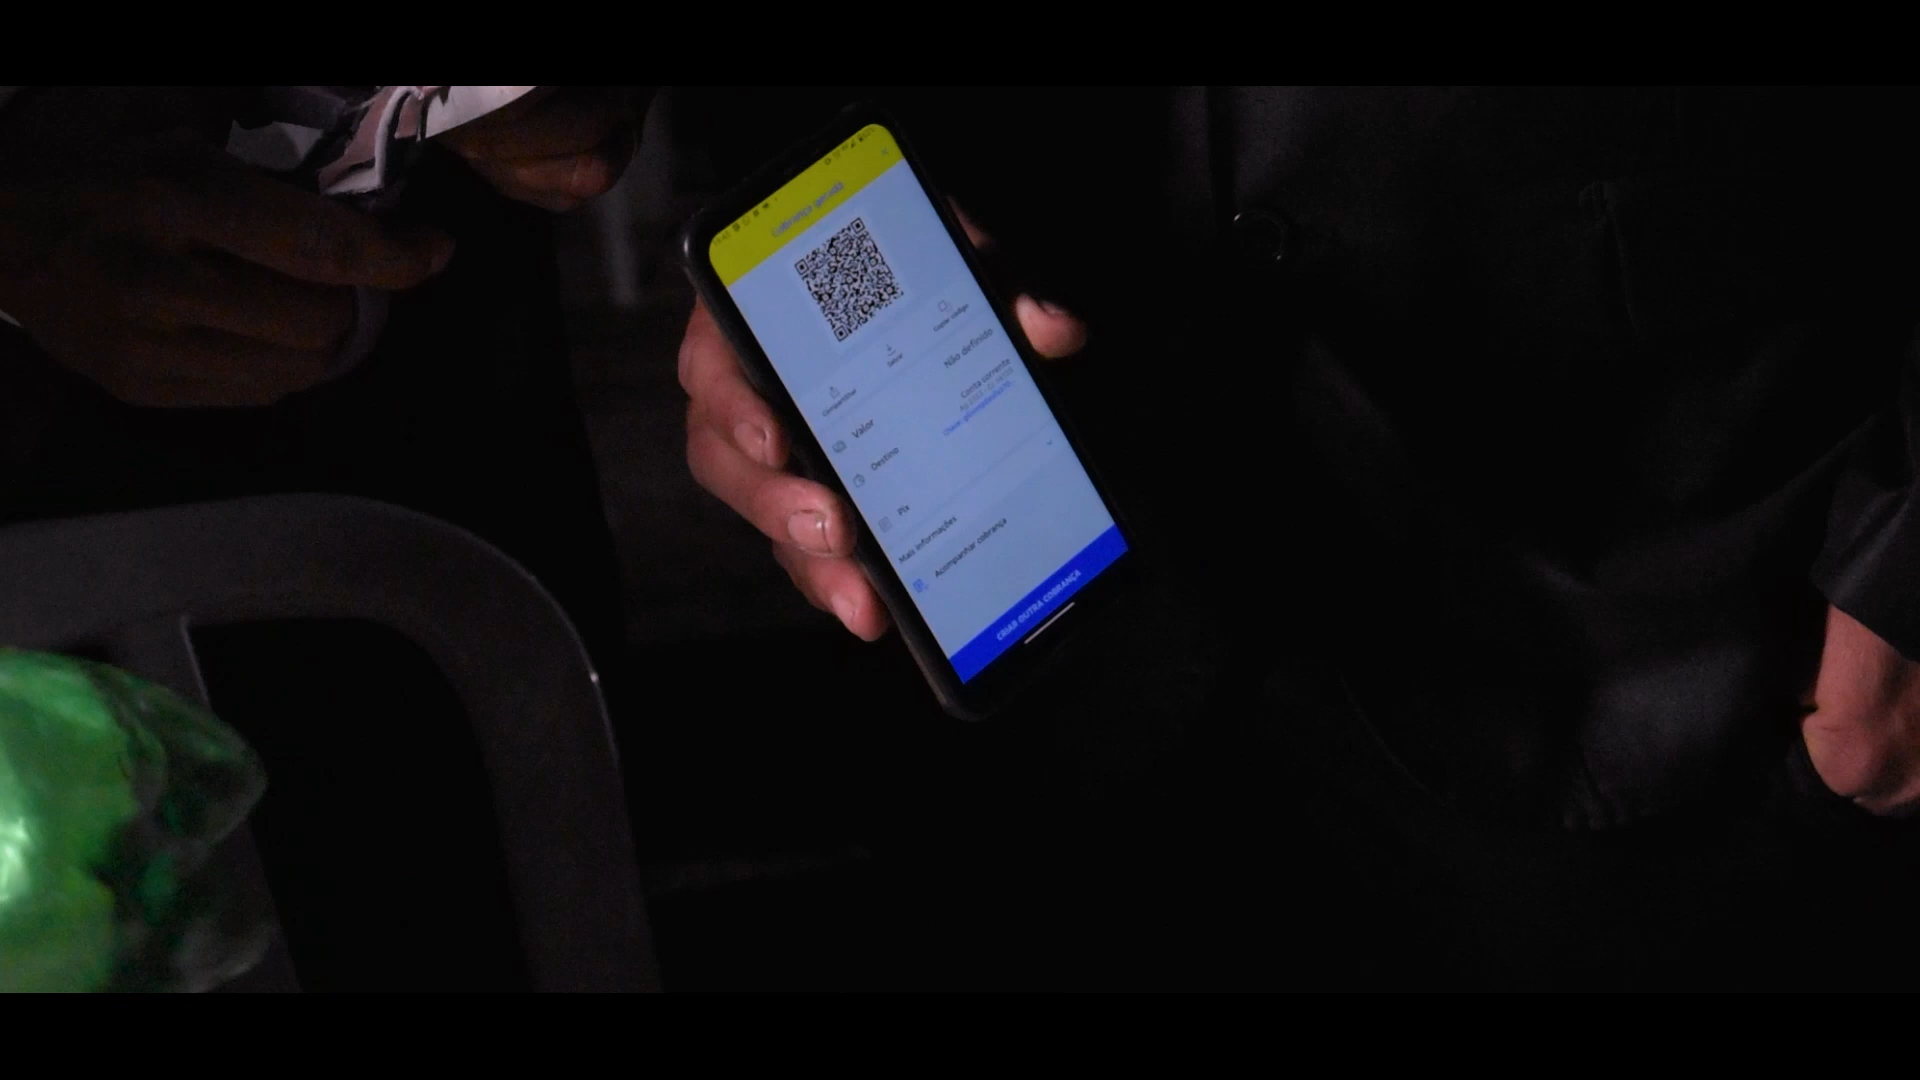 Cobrança gerada
Copiar código
Salvar
Compartilhar
Valor
Não definido
Destino
Conta corrente
Pix
Mais informações
Acompanhar cobrança
CRIAR OUTRA COBRANÇA